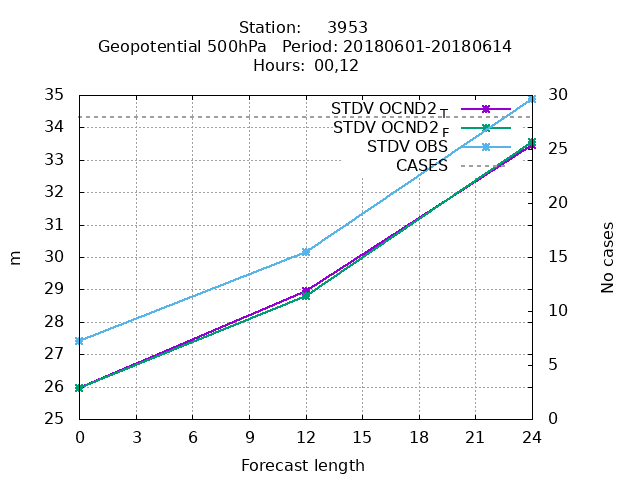 Station: 3953
Geopotential 500hPa Period: 20180601-20180614
Hours: 00,12
35 30
STDV OCND2 T
34 STDV OCND2 F
STDV OBS 25
33 CASES
32 20
31
30 15
m No cases
29
28 10
27 5
26
25 0
0 3 6 9 12 15 18 21 24
Forecast length